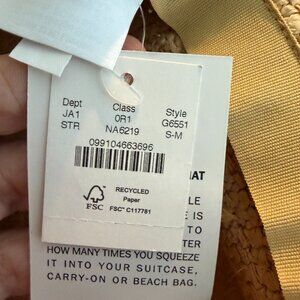 Dept Class Style
JA1 0R1 G6551
STR NA6219 S-M
099104663696
FSC
RECYCLED
Paper
FSC® C117781
AT
LE
E IS
TO
TER
HOW MANY TIMES YOU SQUEEZE
IT INTO YOUR SUITCASE,
CARRY-ON OR BEACH BAG.